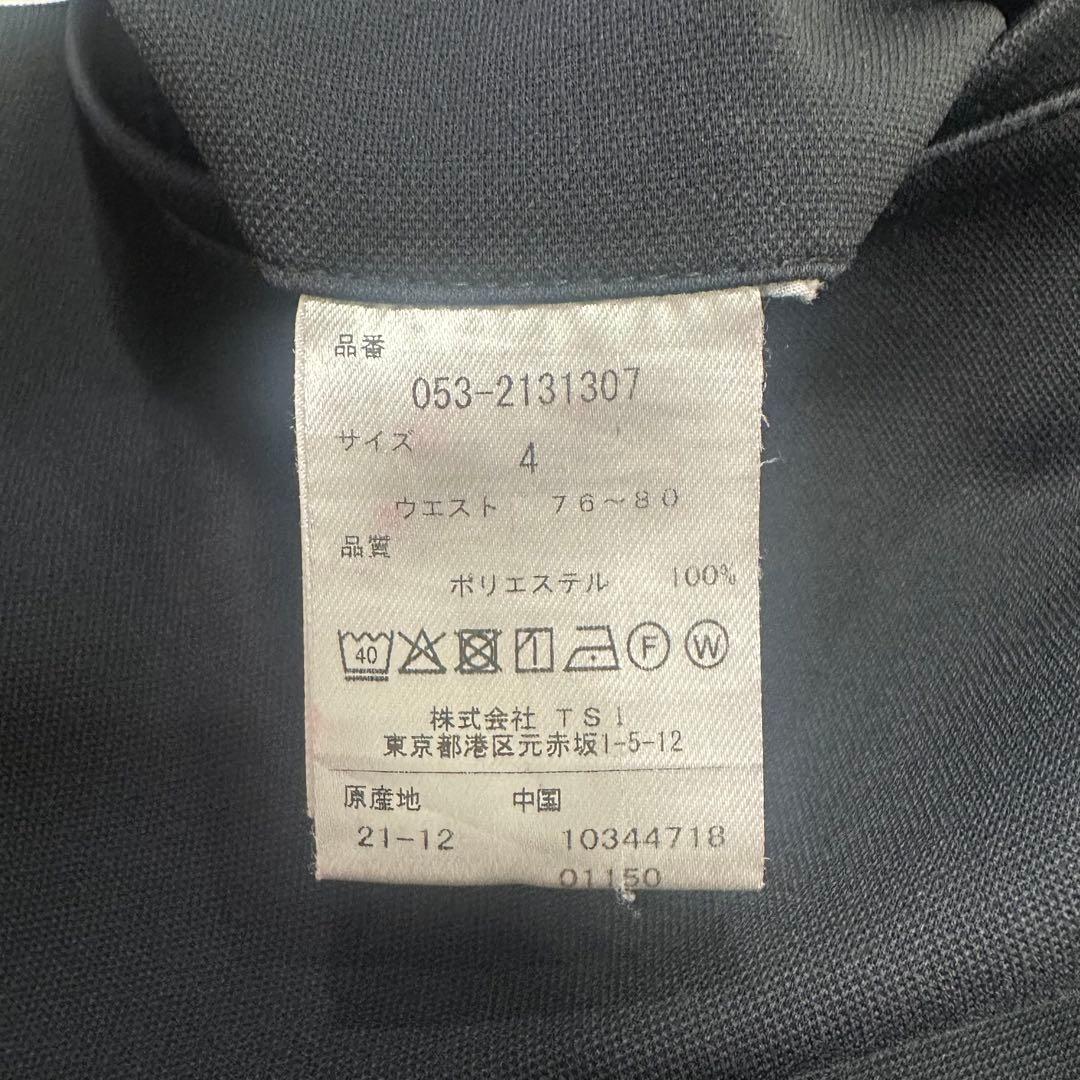 品番
053-2131307
サイズ
4
ウエスト 76~80
品質
ポリエステル 100%
40 F W
株式会社 TSI
東京都港区元赤坂1-5-12
原産地 中国
21-12 10344718
01150